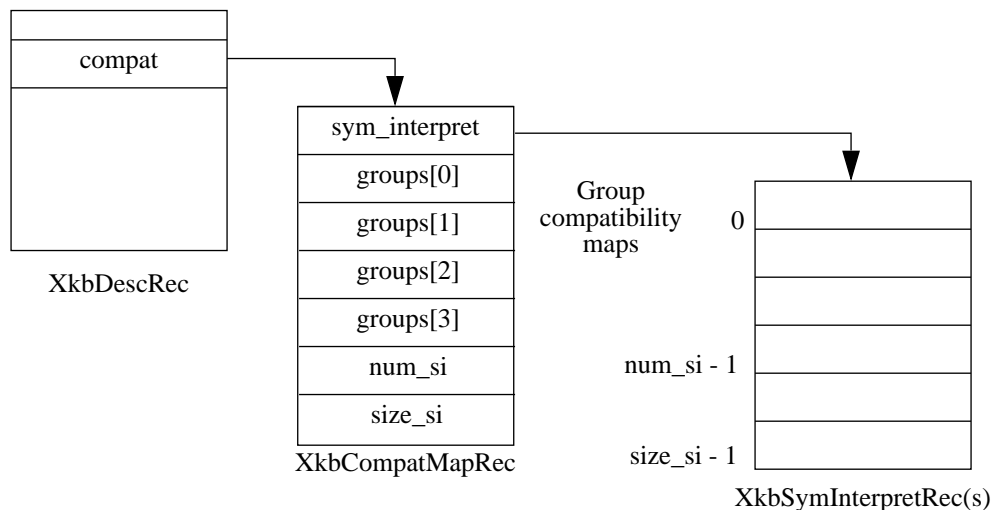 compat
XkbDescRec
sym_interpret
groups[0]
groups[1]
groups[2]
groups[3]
num_si
size_si
XkbCompatMapRec
Group
compatibility
maps
0
num_si - 1
size_si - 1
XkbSymInterpretRec(s)